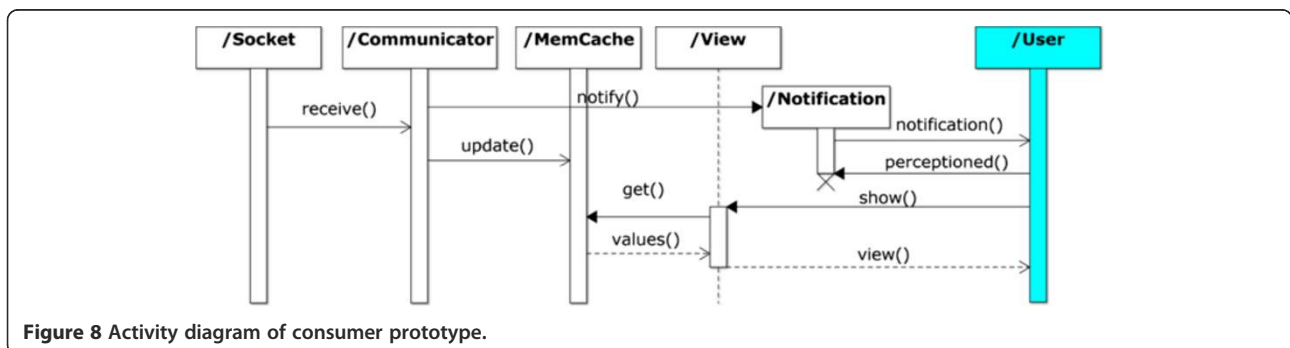 /Socket
/Communicator
/MemCache
/View
/User
/Notification
notify()
receive()
notification()
update()
perceptioned()
get()
show()
values()
view()
Figure 8 Activity diagram of consumer prototype.